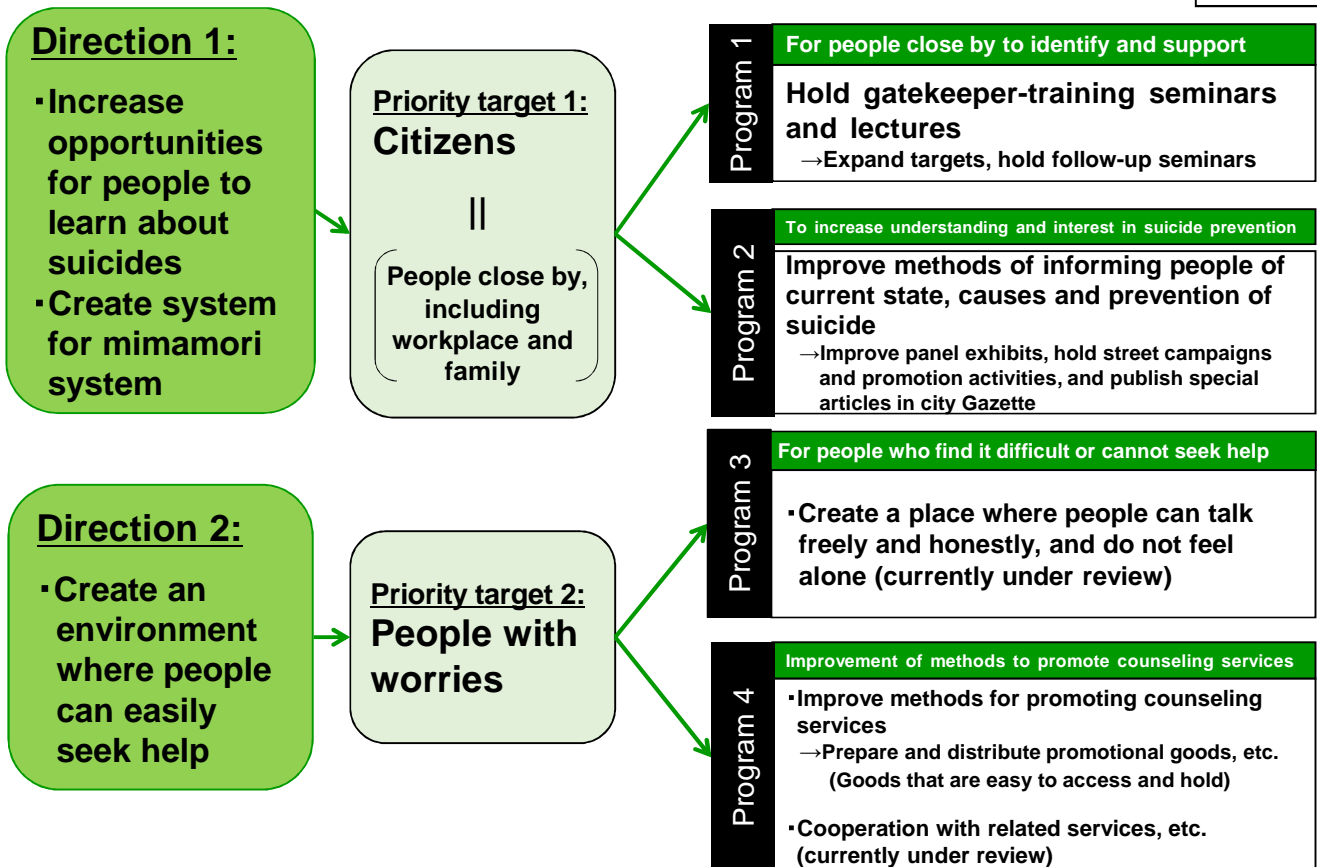 Direction 1:
▪Increase
opportunities
for people to
learn about
suicides
▪Create system
for mimamori
system
Priority target 1:
Citizens
||
People close by,
including
workplace and
family
Program 1
For people close by to identify and support
Hold gatekeeper-training seminars
and lectures
→Expand targets, hold follow-up seminars
Program 2
To increase understanding and interest in suicide prevention
Improve methods of informing people of
current state, causes and prevention of
suicide
→Improve panel exhibits, hold street campaigns
and promotion activities, and publish special
articles in city Gazette
Direction 2:
▪Create an
environment
where people
can easily
seek help
Priority target 2:
People with
worries
Program 3
For people who find it difficult or cannot seek help
▪Create a place where people can talk
freely and honestly, and do not feel
alone (currently under review)
Program 4
Improvement of methods to promote counseling services
▪Improve methods for promoting counseling
services
→Prepare and distribute promotional goods, etc.
(Goods that are easy to access and hold)
▪Cooperation with related services, etc.
(currently under review)